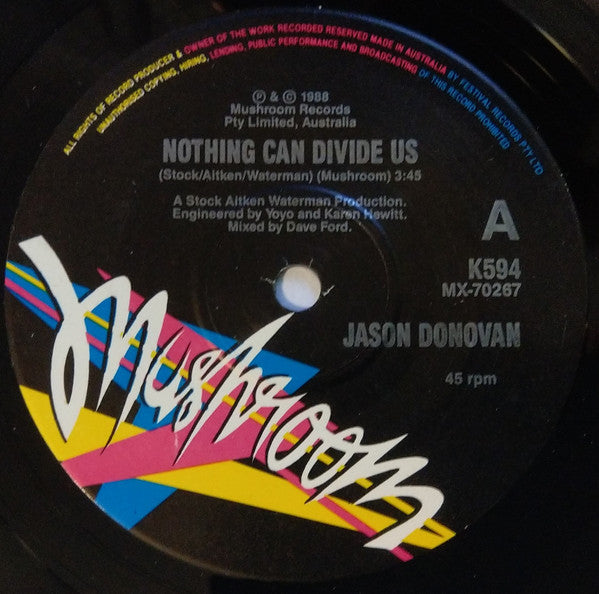 ALL RIGHTS OF RECORD PRODUCER & OWNER OF THE WORK RECORDED RESERVED MADE IN AUSTRALIA BY FESTIVAL RECORDS PTY LTD
UNAUTHORISED COPYING, HIRING, LENDING, PUBLIC PERFORMANCE AND BROADCASTING OF THIS RECORD PROHIBITED
℗ & © 1988
Mushroom Records
Pty Limited, Australia
NOTHING CAN DIVIDE US
(Stock/Aitken/Waterman) (Mushroom) 3:45
A Stock Aitken Waterman Production.
Engineered by Yoyo and Karen Hewitt.
Mixed by Dave Ford.
A
K594
MX-70267
JASON DONOVAN
45 rpm
Mushroom